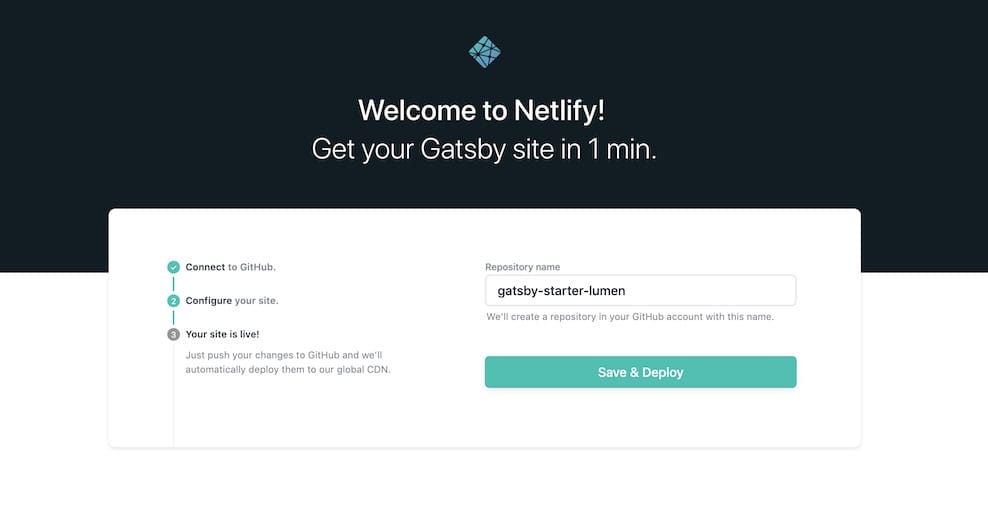 Welcome to Netlify!
Get your Gatsby site in 1 min.
Connect to GitHub.
2 Configure your site.
3 Your site is live!
Just push your changes to GitHub and we'll
automatically deploy them to our global CDN.
Repository name
gatsby-starter-lumen
We'll create a repository in your GitHub account with this name.
Save & Deploy